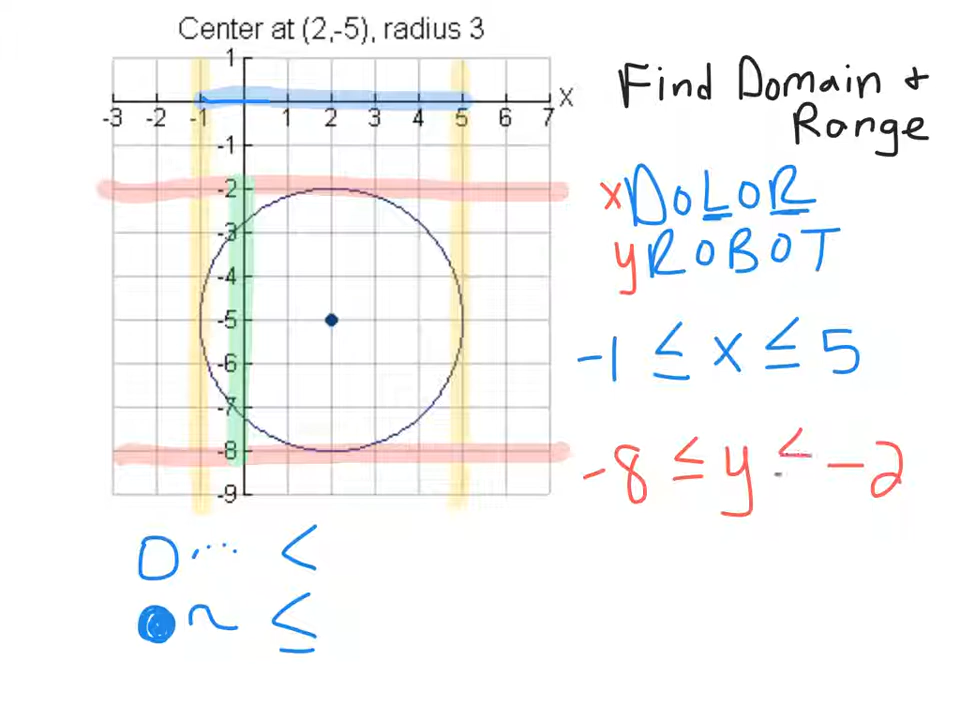 Center at (2,-5), radius 3
1
X
-3 -2 -1 1 2 3 4 5 6 7
-1
-2
-3
-4
-5
-6
-7
-8
-9
Find Domain +
Range
x DOLOR
y ROBOT
-1 ≤ x ≤ 5
-8 ≤ y ≤ -2
O ... <
● ~ ≤